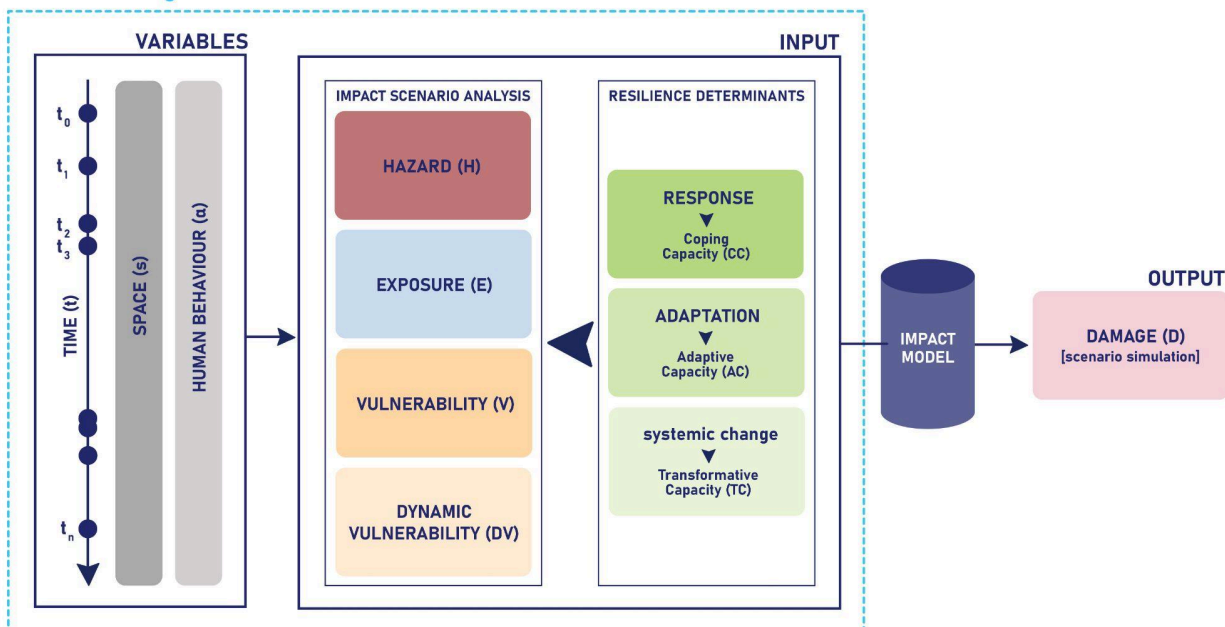 VARIABLES
t0
t1
t2
t3
tn
TIME (t)
SPACE (s)
HUMAN BEHAVIOUR (α)
INPUT
IMPACT SCENARIO ANALYSIS
HAZARD (H)
EXPOSURE (E)
VULNERABILITY (V)
DYNAMIC
VULNERABILITY (DV)
RESILIENCE DETERMINANTS
RESPONSE
Coping
Capacity (CC)
ADAPTATION
Adaptive
Capacity (AC)
systemic change
Transformative
Capacity (TC)
IMPACT
MODEL
OUTPUT
DAMAGE (D)
[scenario simulation]